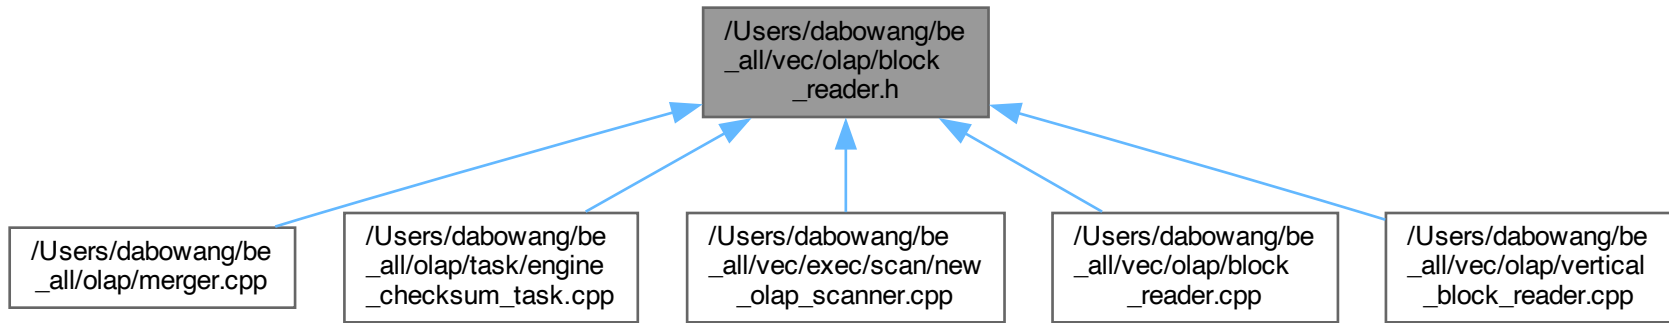 /Users/dabowang/be
_all/vec/olap/block
_reader.h
/Users/dabowang/be
_all/olap/merger.cpp
/Users/dabowang/be
_all/olap/task/engine
_checksum_task.cpp
/Users/dabowang/be
_all/vec/exec/scan/new
_olap_scanner.cpp
/Users/dabowang/be
_all/vec/olap/block
_reader.cpp
/Users/dabowang/be
_all/vec/olap/vertical
_block_reader.cpp